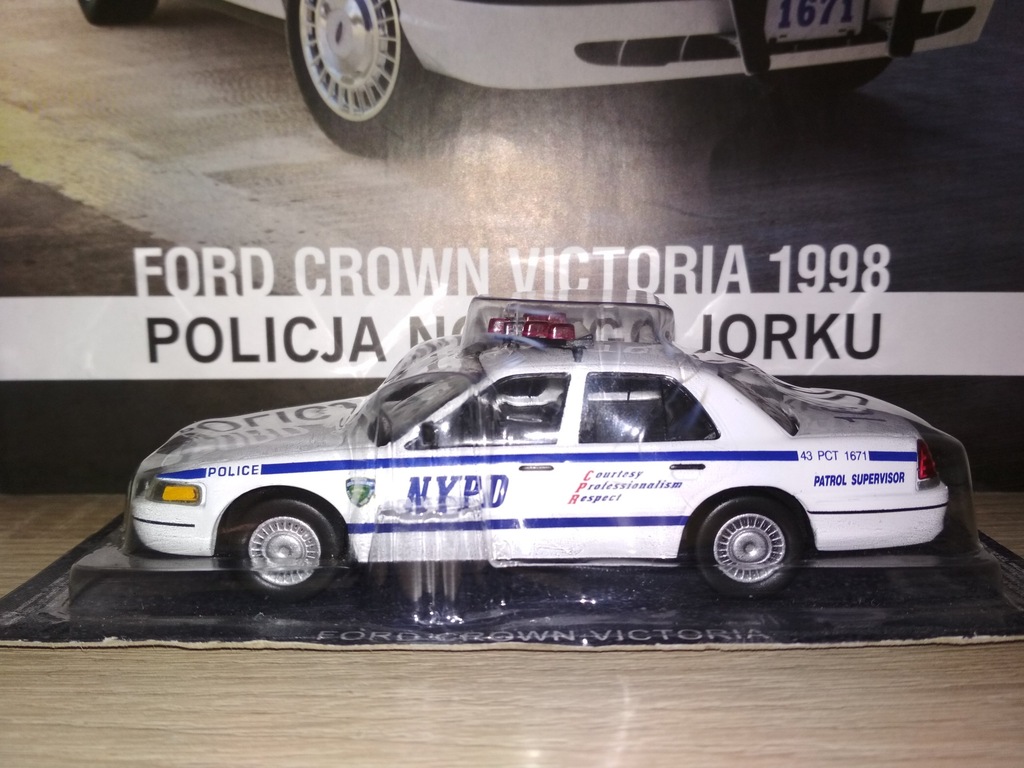 1671
FORD CROWN VICTORIA 1998
POLICJA JORKU
POLICE
NYPD
Courtesy
Professionalism
Respect
43 PCT 1671
PATROL SUPERVISOR
FORD CROWN VICTORIA